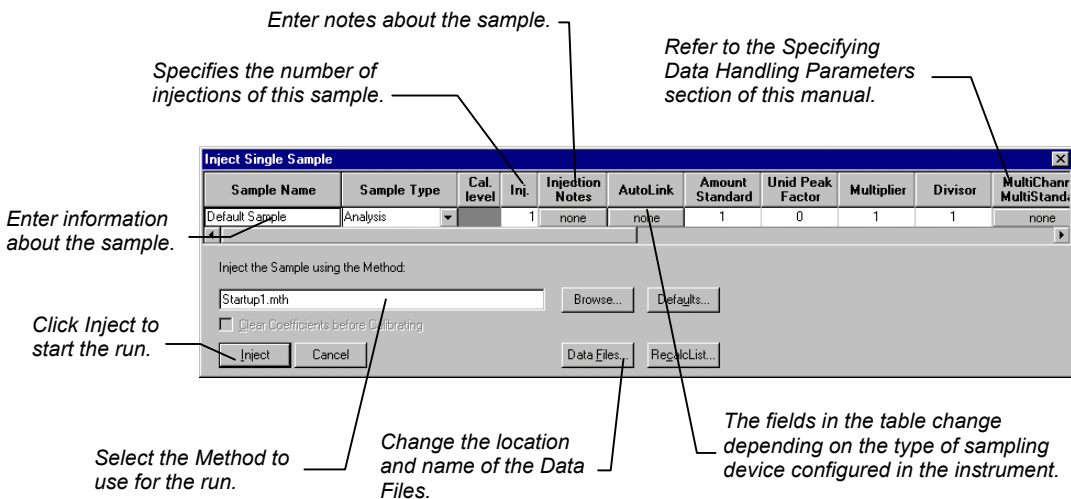 Enter notes about the sample.
Refer to the Specifying
Data Handling Parameters
section of this manual.
Specifies the number of
injections of this sample.
Inject Single Sample
Sample Name Sample Type Cal. level Inj. Injection Notes AutoLink Amount Standard Unid Peak Factor Multiplier Divisor MultiChann MultiStanda
Default Sample Analysis 1 none none 1 0 1 1 none
Enter information
about the sample.
Inject the Sample using the Method:
Startup1.mth Browse... Defaults...
Clear Coefficients before Calibrating
Click Inject to
start the run.
Inject Cancel Data Files... RecalcList...
Select the Method to
use for the run.
Change the location
and name of the Data
Files.
The fields in the table change
depending on the type of sampling
device configured in the instrument.